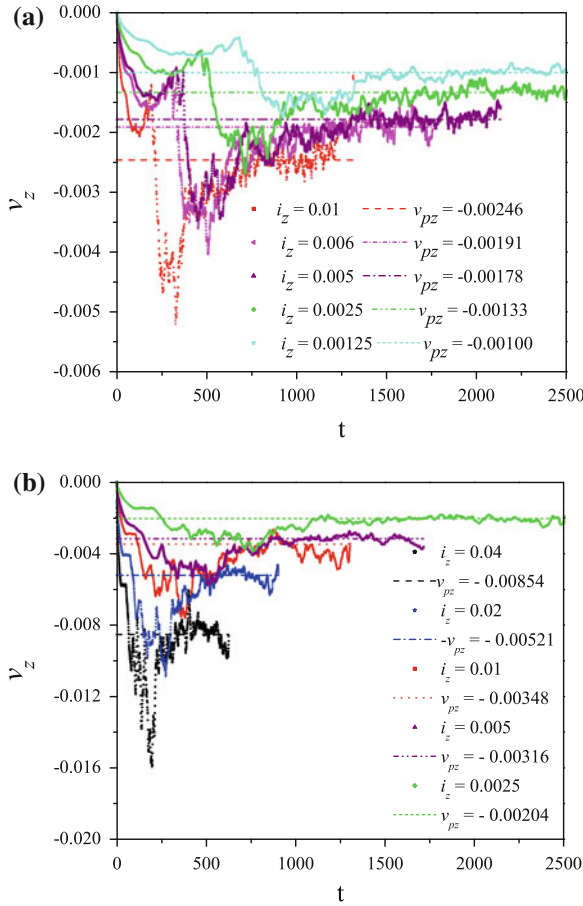 (a)
0.000
-0.001
-0.002
-0.003
-0.004
-0.005
-0.006
v_z
i_z = 0.01 v_pz = -0.00246
i_z = 0.006 v_pz = -0.00191
i_z = 0.005 v_pz = -0.00178
i_z = 0.0025 v_pz = -0.00133
i_z = 0.00125 v_pz = -0.00100
0 500 1000 1500 2000 2500
t
(b)
0.000
-0.004
-0.008
-0.012
-0.016
-0.020
v_z
i_z = 0.04
v_pz = - 0.00854
i_z = 0.02
-v_pz = - 0.00521
i_z = 0.01
v_pz = - 0.00348
i_z = 0.005
v_pz = - 0.00316
i_z = 0.0025
v_pz = - 0.00204
0 500 1000 1500 2000 2500
t